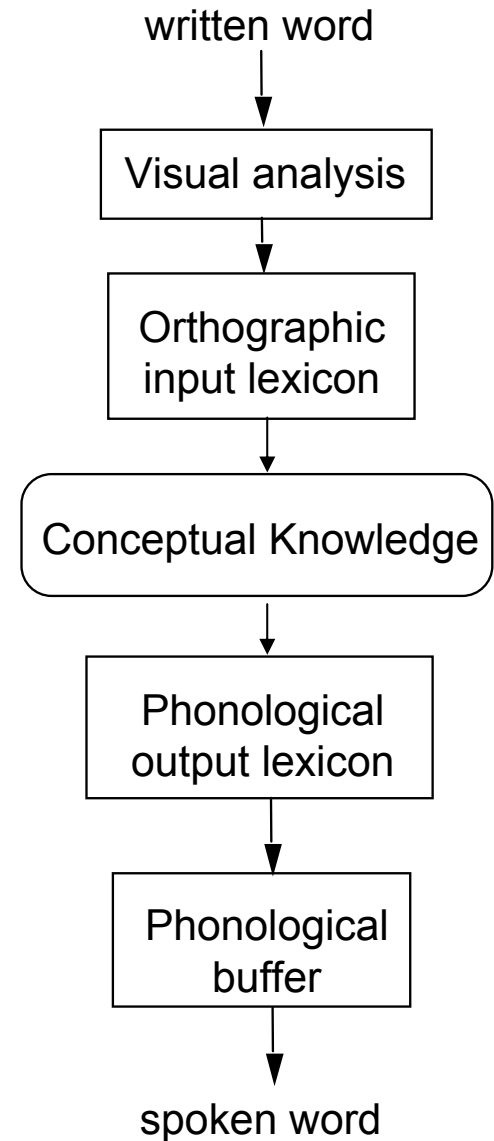 written word
Visual analysis
Orthographic
input lexicon
Conceptual Knowledge
Phonological
output lexicon
Phonological
buffer
spoken word